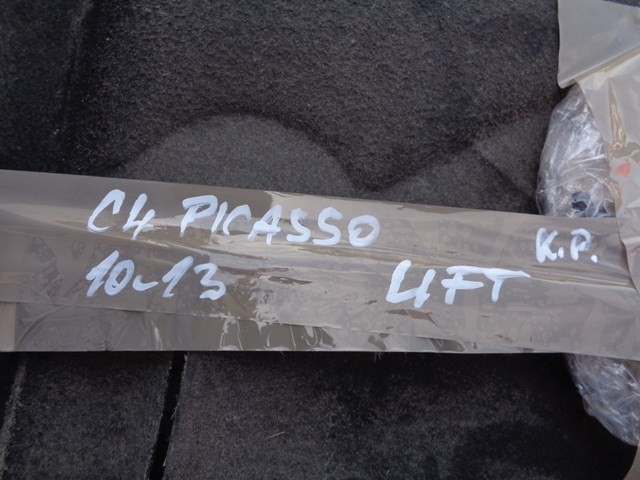 C4 PICASSO
K.P.
10-13 LIFT